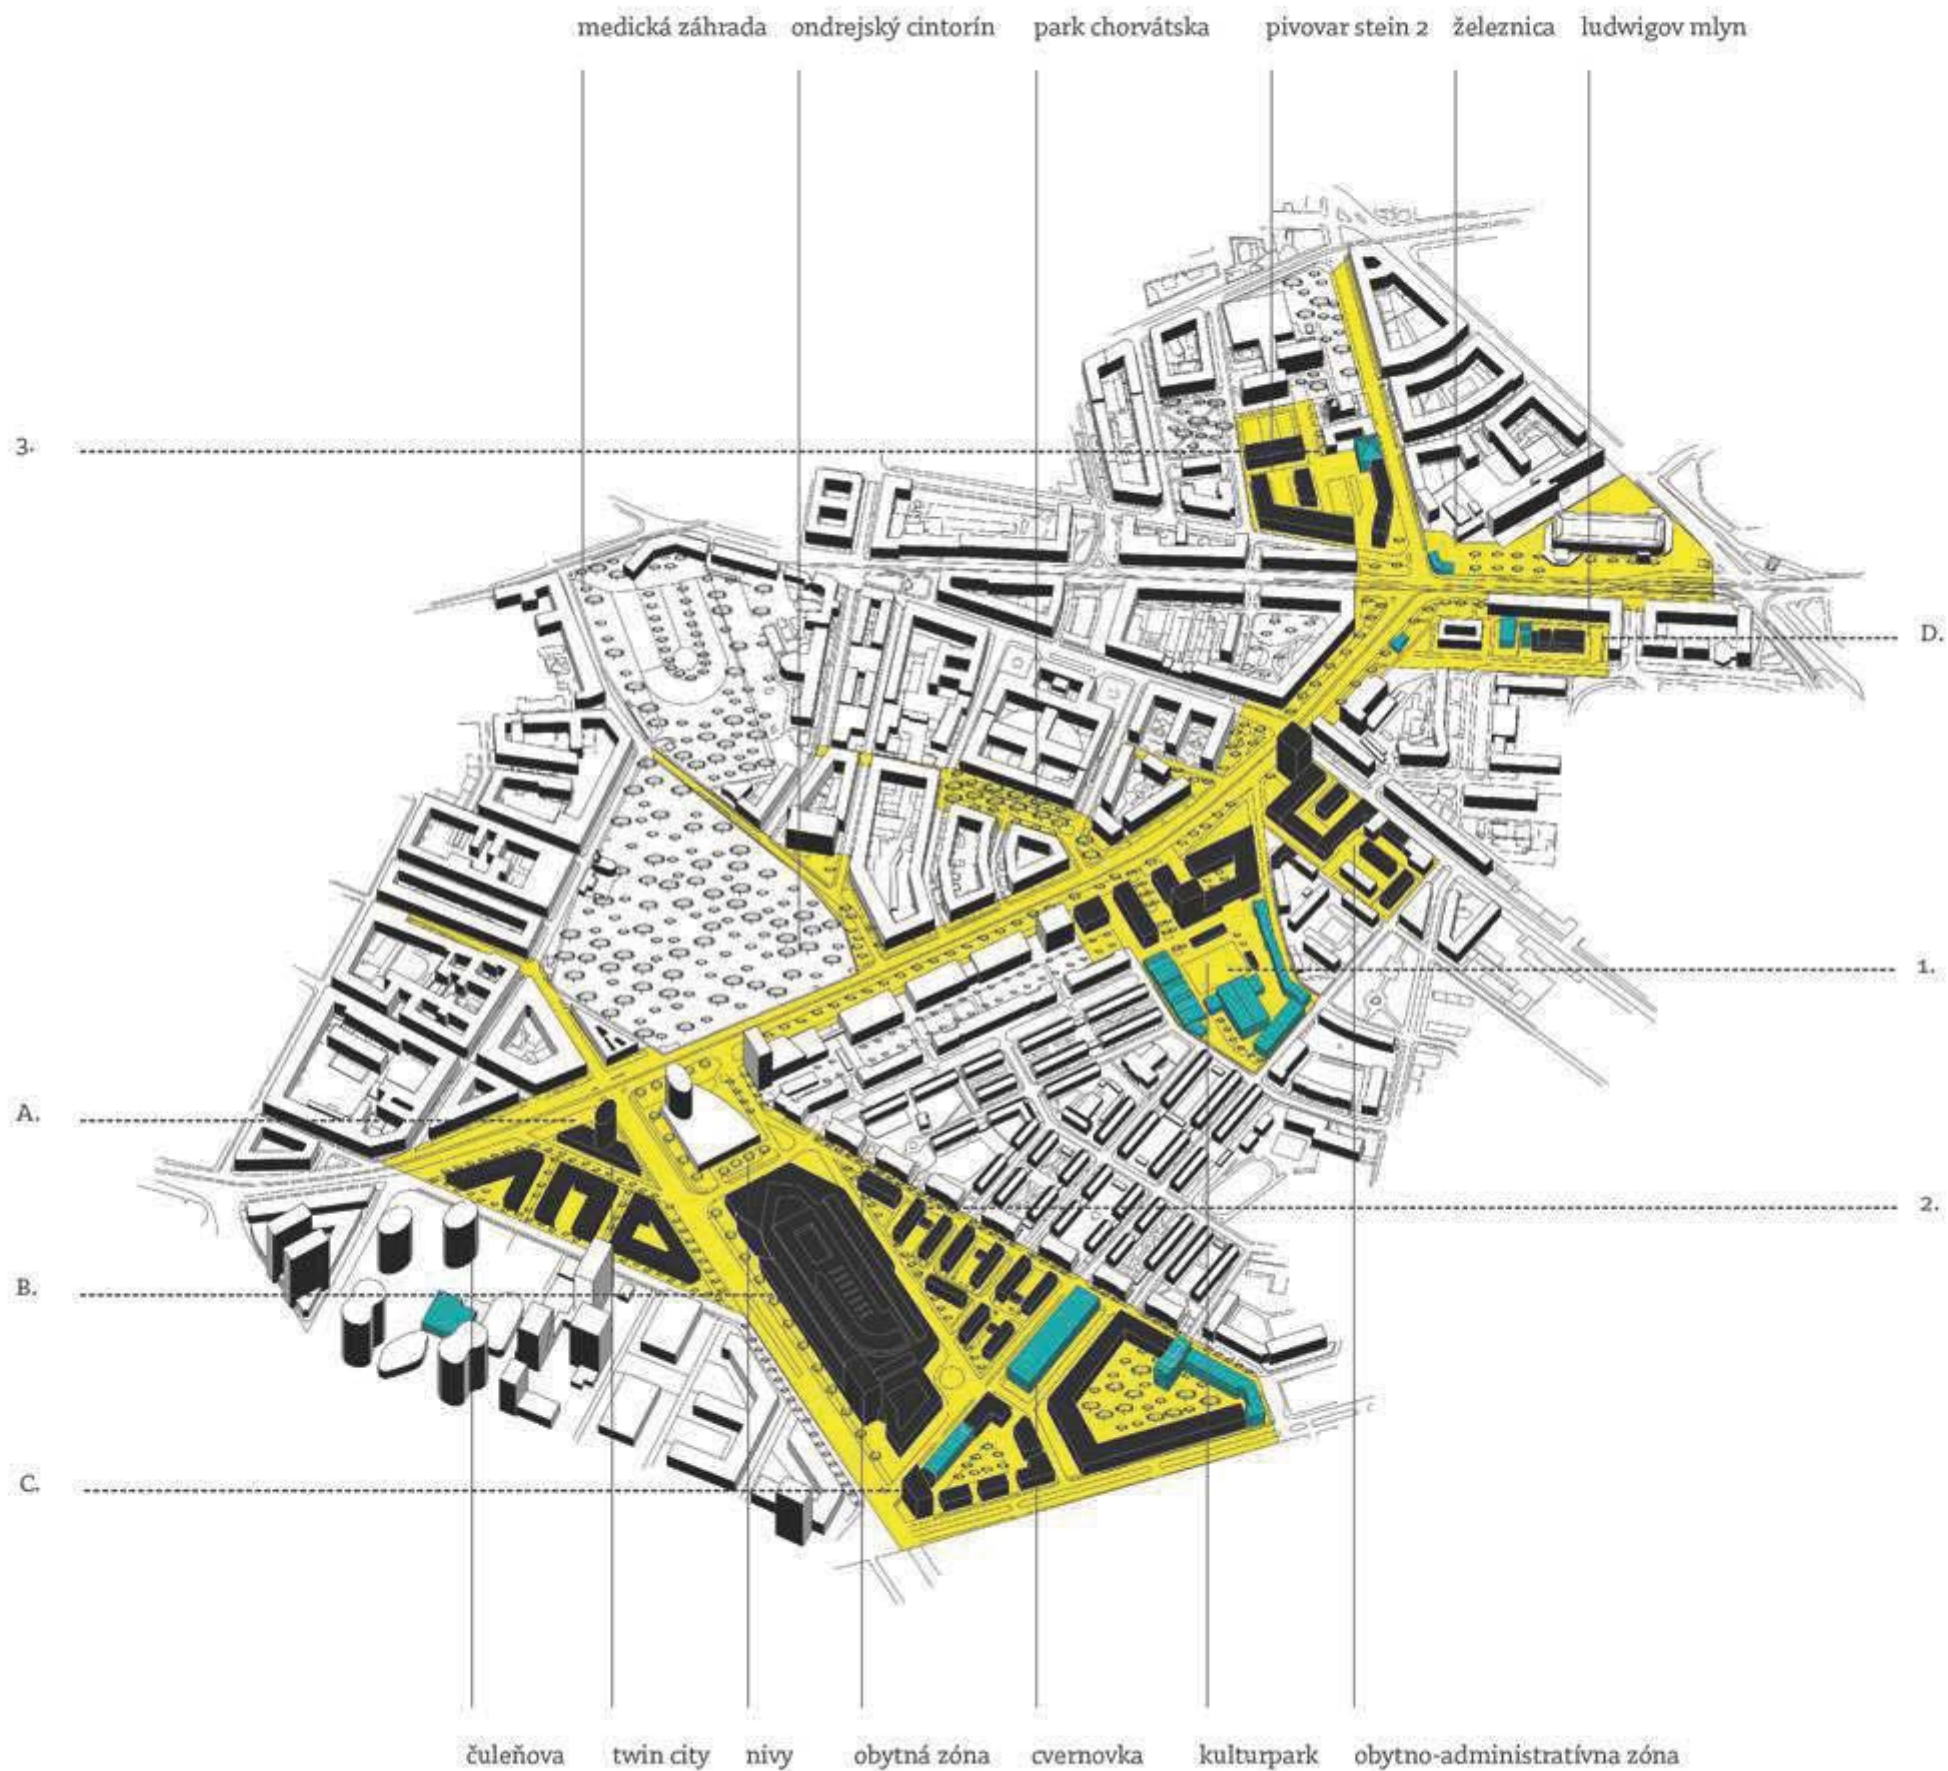 medická záhrada ondrejský cintorín park chorvátska pivovar stein 2 železnica ludwigov mlyn
3.
D.
1.
A.
2.
B.
C.
čuleňova twin city nivy obytná zóna cvernovka kulturpark obytno-administratívna zóna